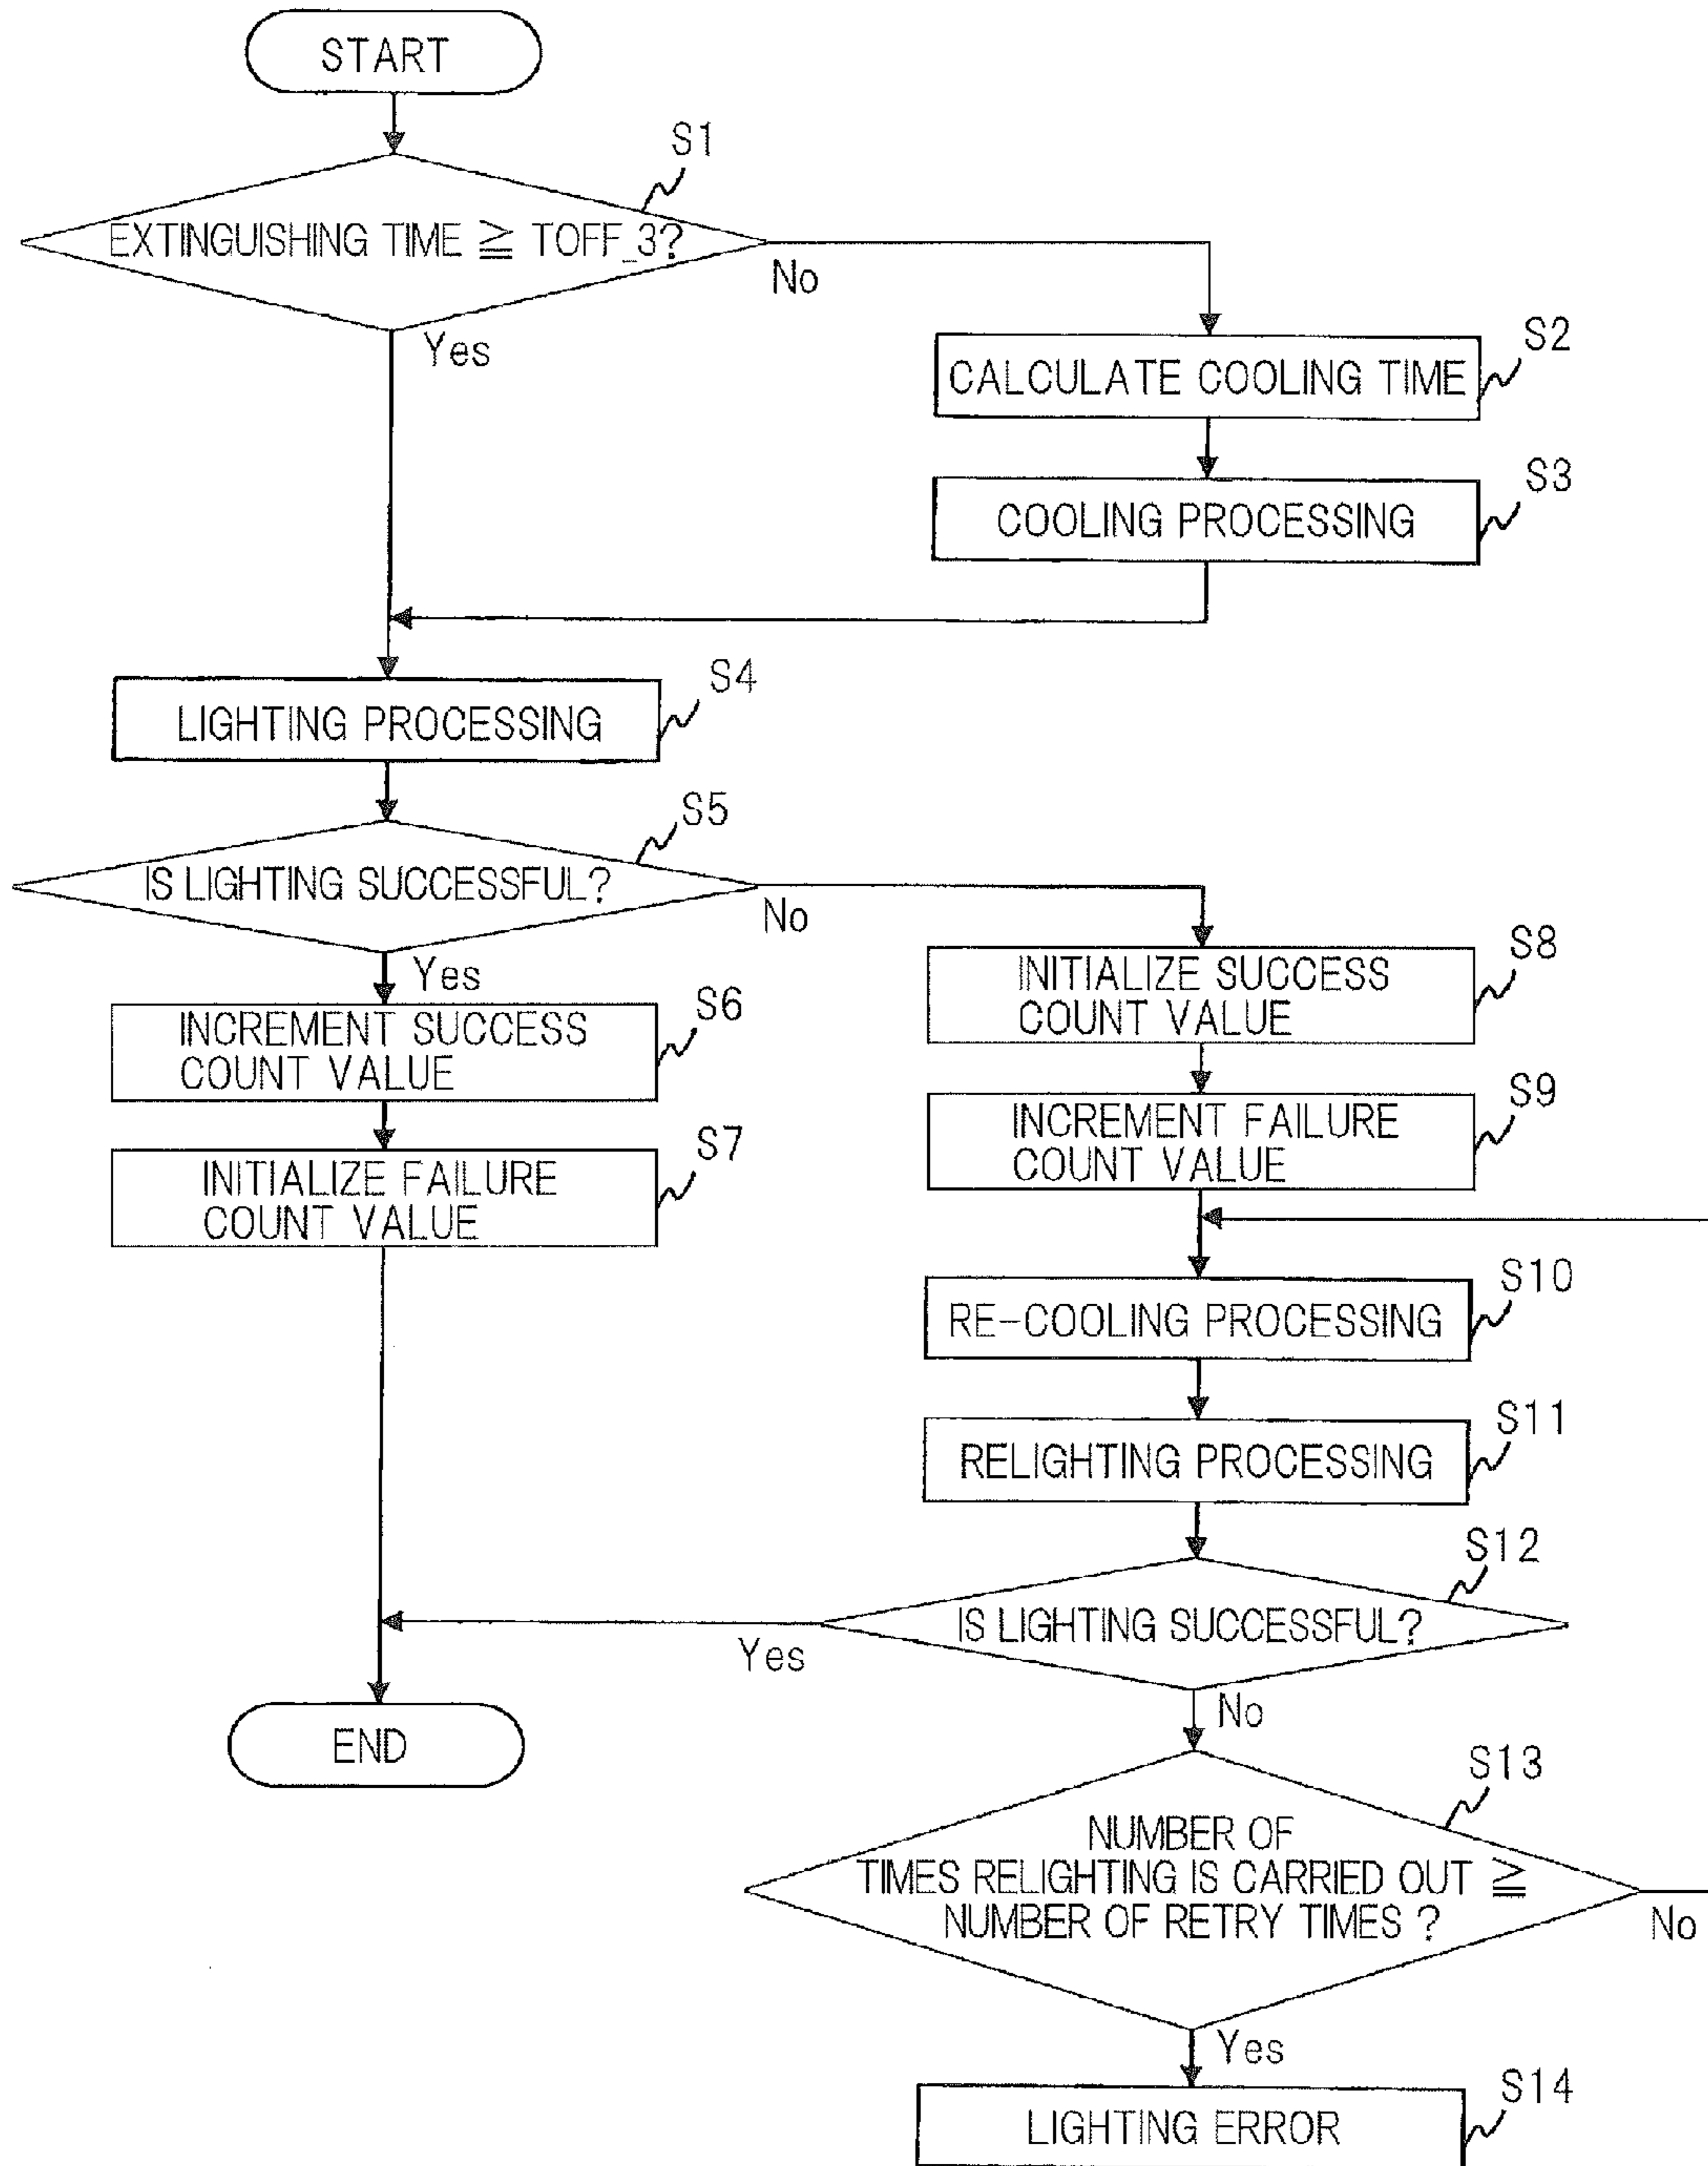 START
S1
EXTINGUISHING TIME ≧ TOFF_3?
No
Yes
S2
CALCULATE COOLING TIME
S3
COOLING PROCESSING
S4
LIGHTING PROCESSING
S5
IS LIGHTING SUCCESSFUL?
No
Yes
S8
INITIALIZE SUCCESS
COUNT VALUE
S6
INCREMENT SUCCESS
COUNT VALUE
S9
INCREMENT FAILURE
COUNT VALUE
S7
INITIALIZE FAILURE
COUNT VALUE
S10
RE-COOLING PROCESSING
S11
RELIGHTING PROCESSING
S12
IS LIGHTING SUCCESSFUL?
Yes
No
END
S13
NUMBER OF
TIMES RELIGHTING IS CARRIED OUT ≧
NUMBER OF RETRY TIMES ?
No
Yes
S14
LIGHTING ERROR